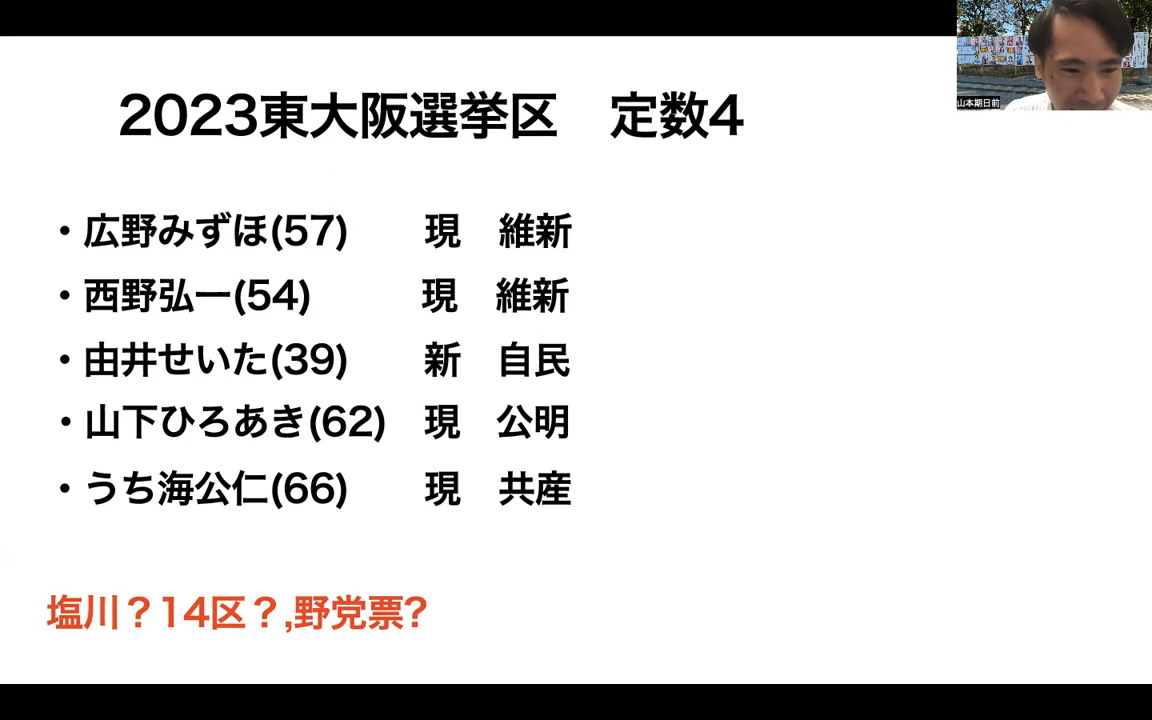 2023東大阪選挙区　定数4
山本期日前
・広野みずほ(57)　　現　維新
・西野弘一(54)　　　現　維新
・由井せいた(39)　　新　自民
・山下ひろあき(62)　現　公明
・うち海公仁(66)　　現　共産
塩川？14区？,野党票?